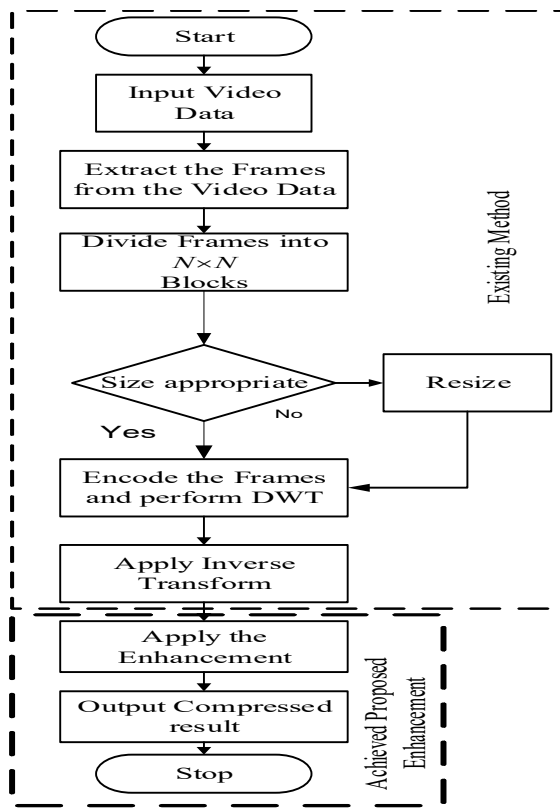 Start
Input Video
Data
Extract the Frames
from the Video Data
Divide Frames into
N×N
Blocks
Size appropriate
Resize
No
Yes
Encode the Frames
and perform DWT
Apply Inverse
Transform
Existing Method
Apply the
Enhancement
Output Compressed
result
Stop
Achieved Proposed
Enhancement